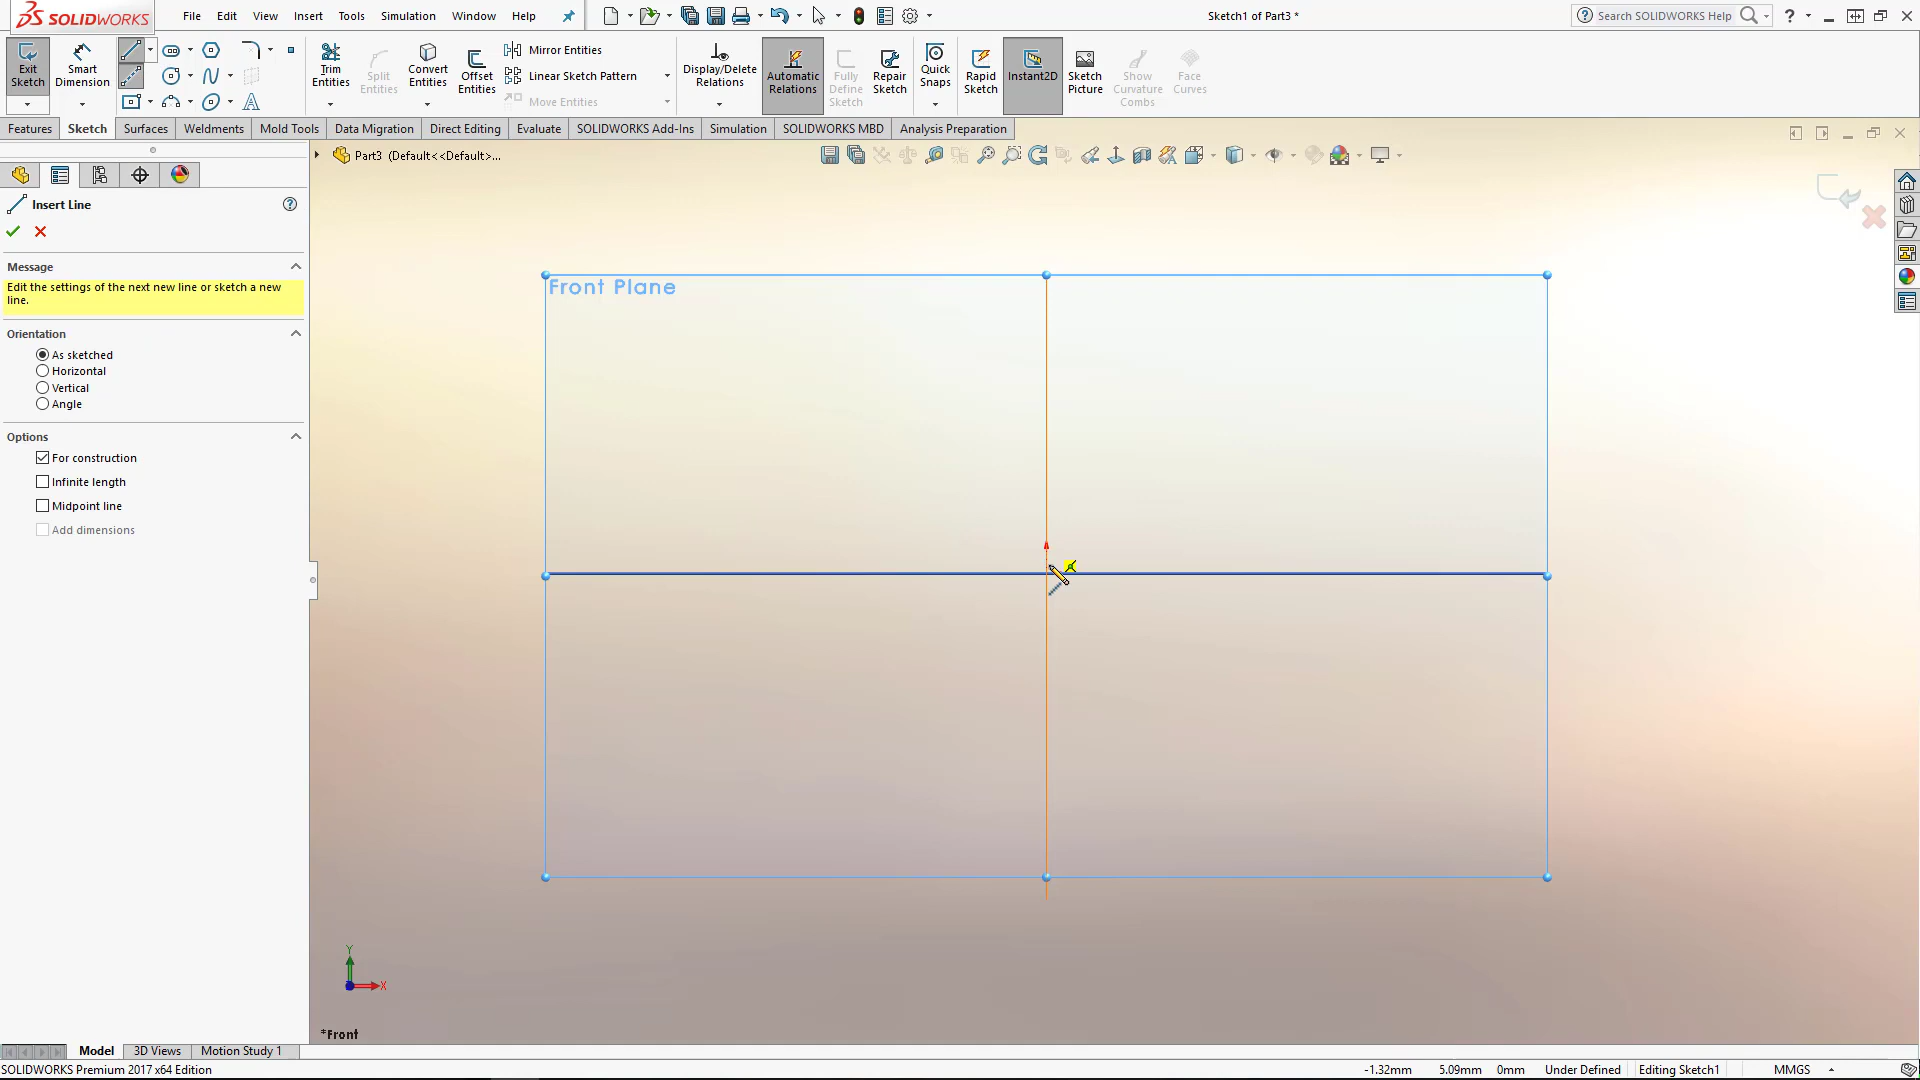 SOLIDWORKS
File Edit View Insert Tools Simulation Window Help
Sketch1 of Part3 *
Search SOLIDWORKS Help
Exit Sketch
Smart Dimension
Trim Entities
Split Entities
Convert Entities
Offset Entities
Mirror Entities
Linear Sketch Pattern
Move Entities
Display/Delete Relations
Automatic Relations
Fully Define Sketch
Repair Sketch
Quick Snaps
Rapid Sketch
Instant2D
Sketch Picture
Show Curvature Combs
Face Curves
Features Sketch Surfaces Weldments Mold Tools Data Migration Direct Editing Evaluate SOLIDWORKS Add-Ins Simulation SOLIDWORKS MBD Analysis Preparation
Part3 (Default<<Default>...
Insert Line
Message
Edit the settings of the next new line or sketch a new
line.
Orientation
As sketched
Horizontal
Vertical
Angle
Options
For construction
Infinite length
Midpoint line
Add dimensions
Front Plane
Y
X
*Front
Model 3D Views Motion Study 1
SOLIDWORKS Premium 2017 x64 Edition
-1.32mm 5.09mm 0mm Under Defined Editing Sketch1 MMGS